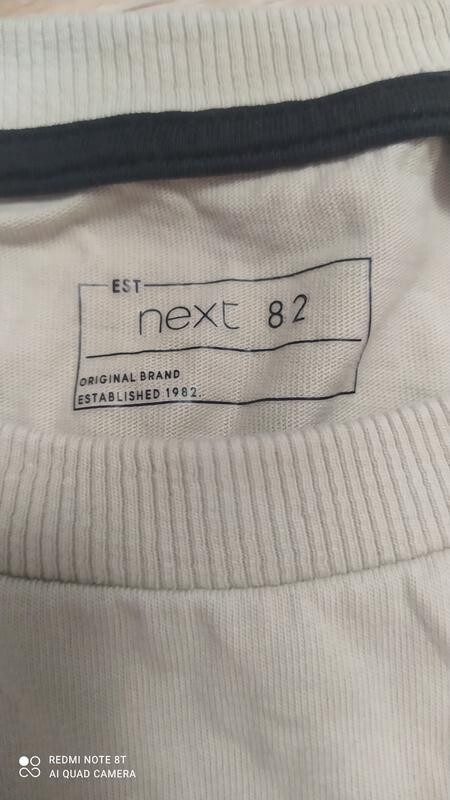 EST
next 82
ORIGINAL BRAND
ESTABLISHED 1982.
REDMI NOTE 8T
AI QUAD CAMERA